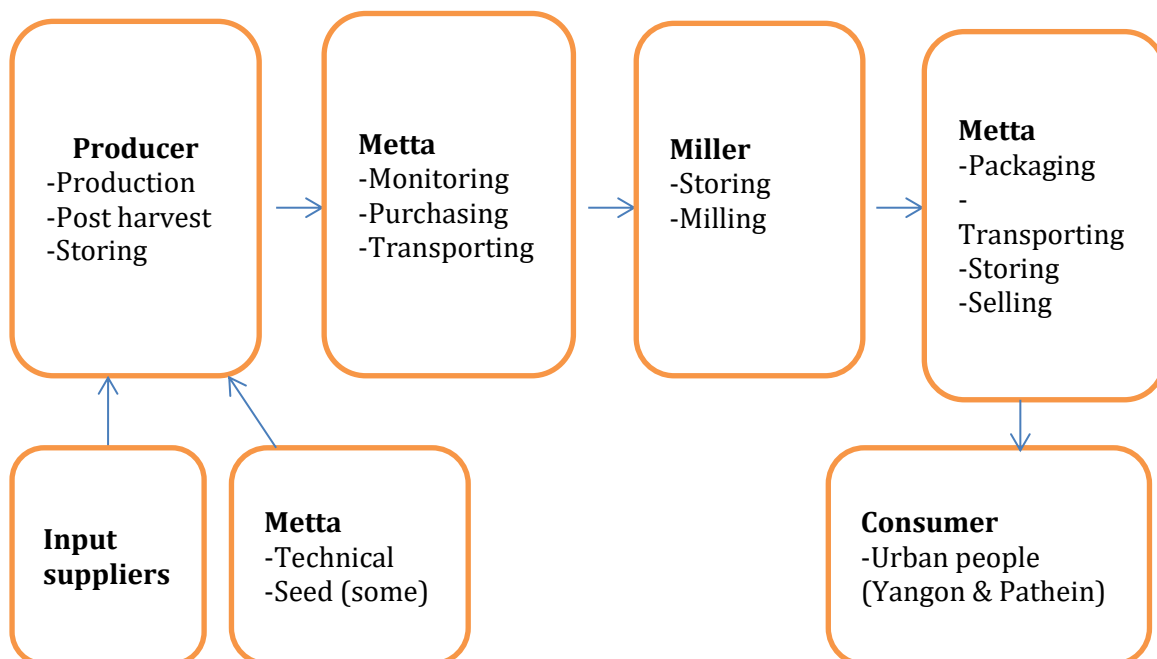 Producer
-Production
-Post harvest
-Storing
Metta
-Monitoring
-Purchasing
-Transporting
Miller
-Storing
-Milling
Metta
-Packaging
-
Transporting
-Storing
-Selling
Input
suppliers
Metta
-Technical
-Seed (some)
Consumer
-Urban people
(Yangon & Pathein)